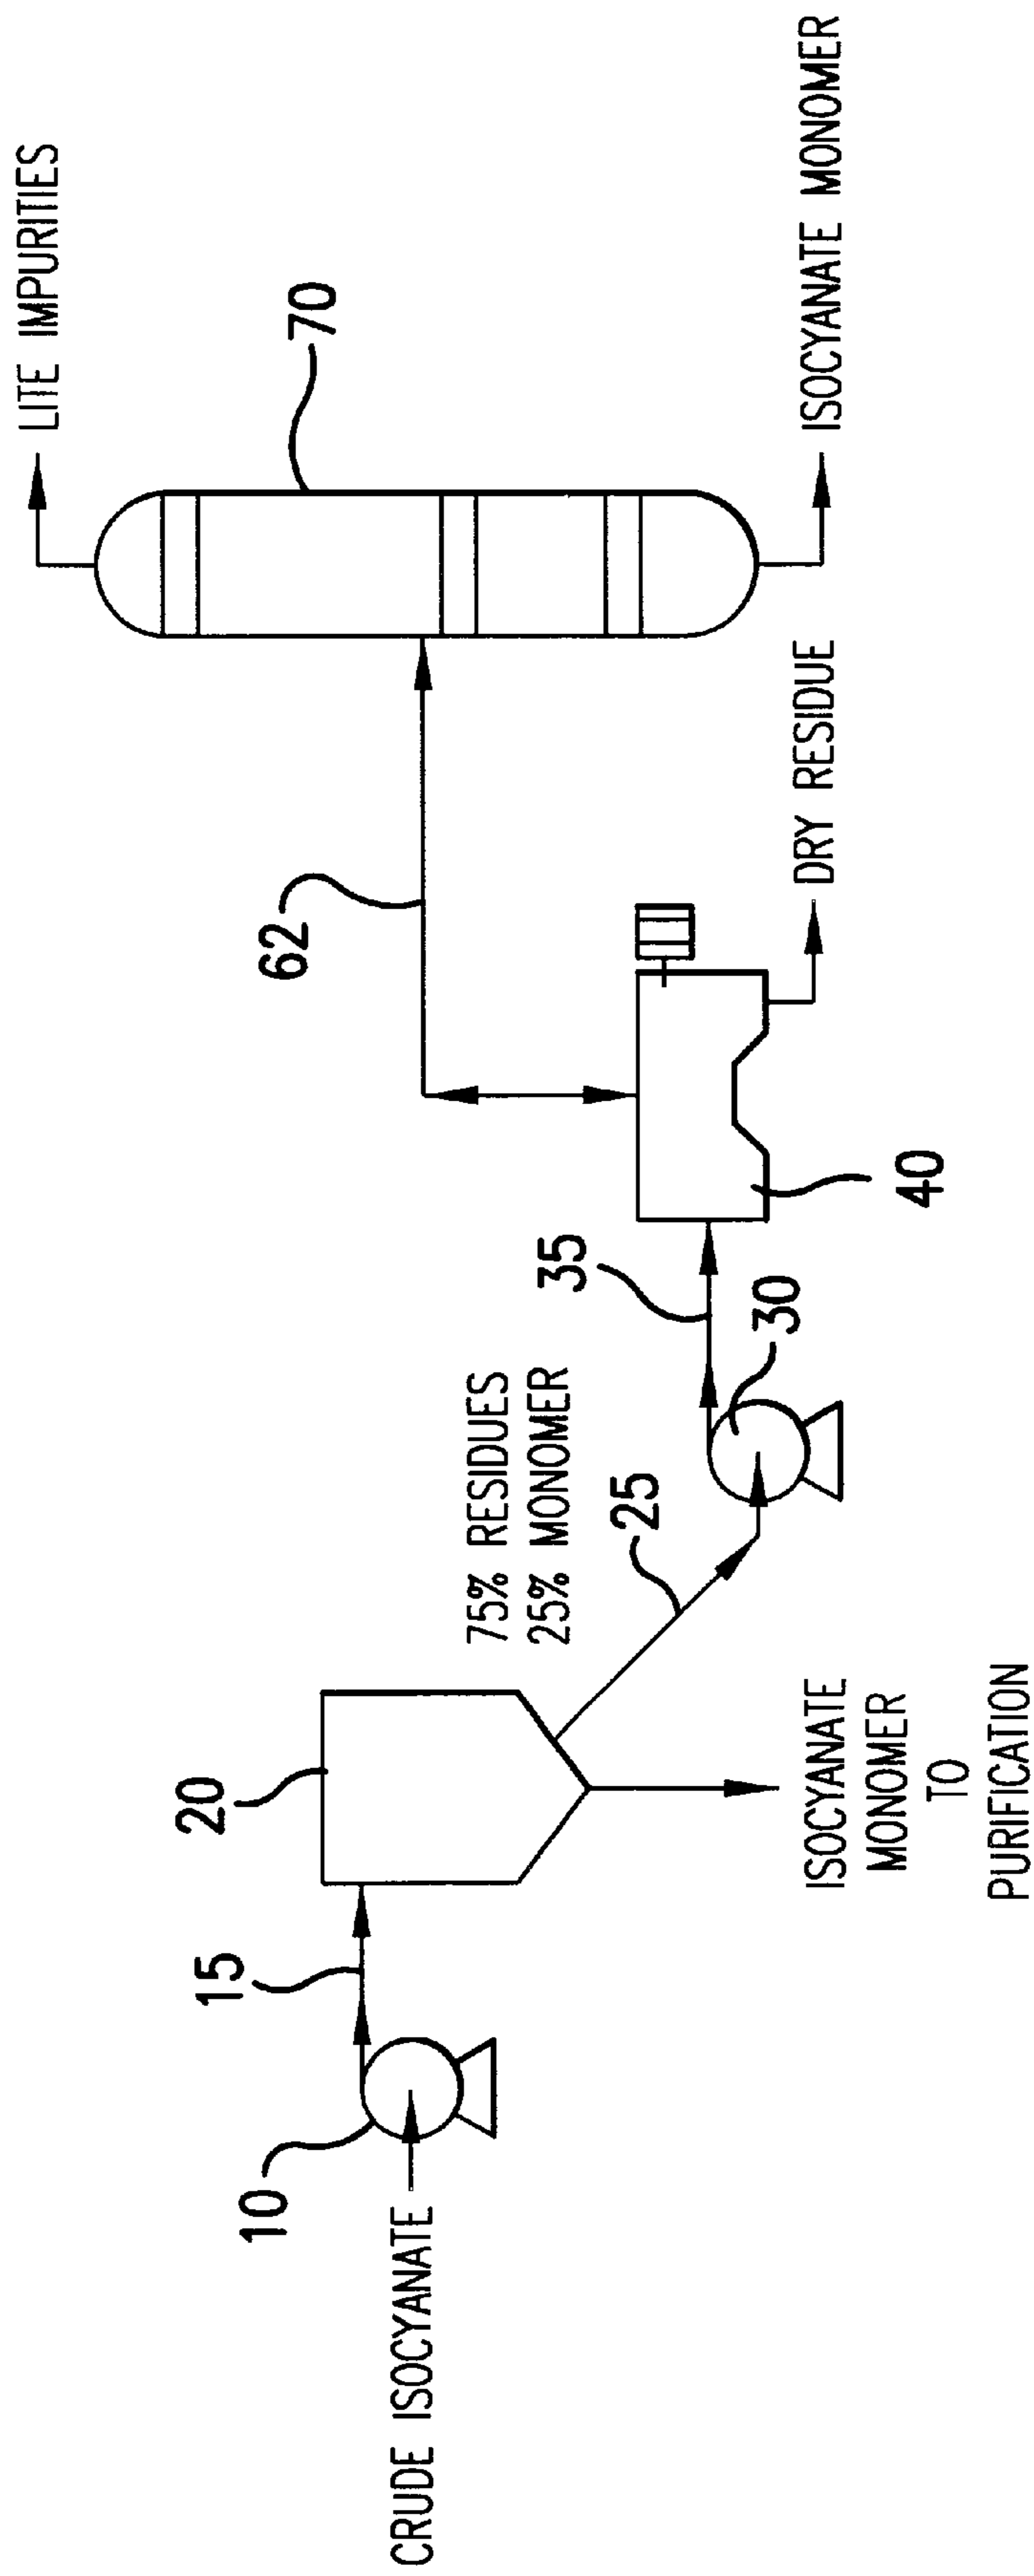 CRUDE ISOCYANATE
10
15
20
ISOCYANATE
MONOMER
TO
PURIFICATION
75% RESIDUES
25% MONOMER
25
30
35
40
DRY RESIDUE
62
70
LITE IMPURITIES
ISOCYANATE MONOMER